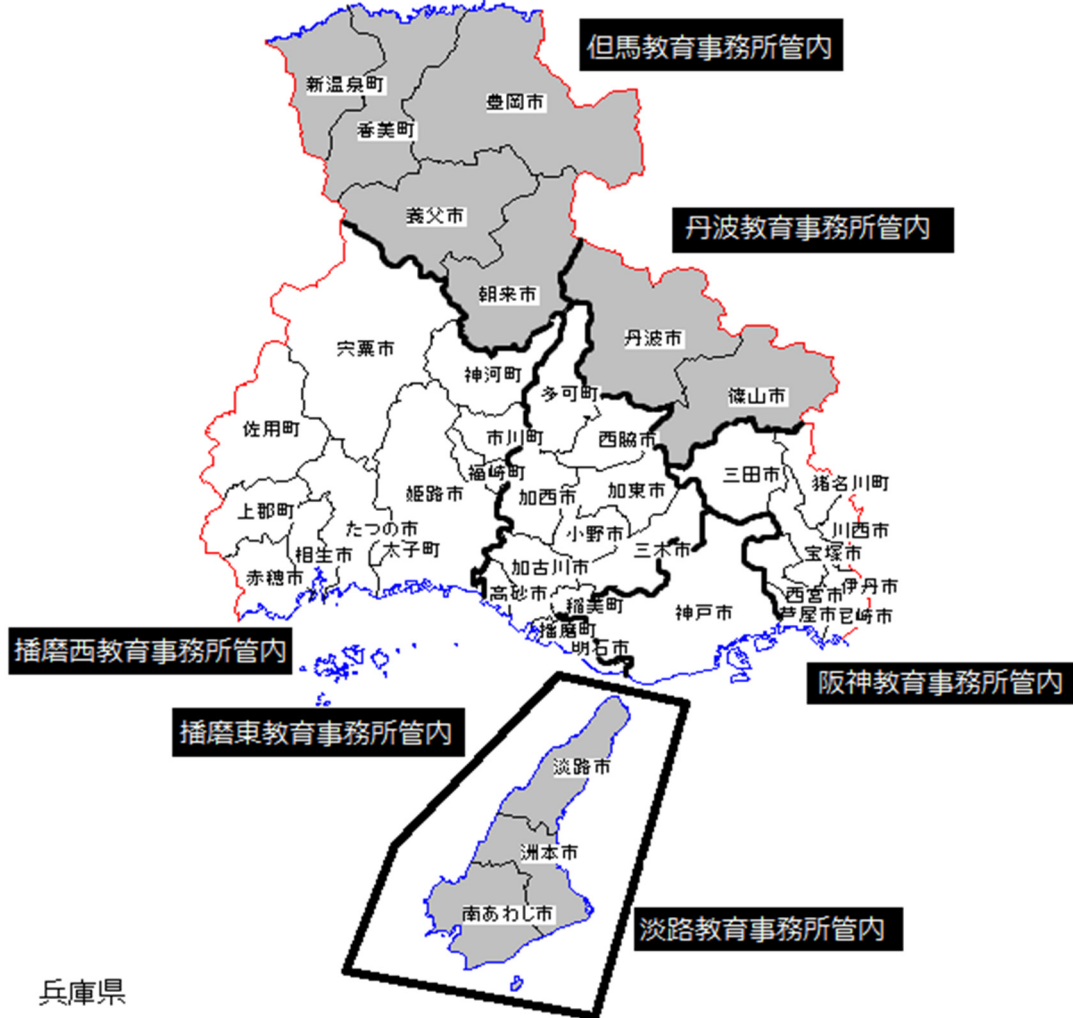 但馬教育事務所管内
新温泉町
豊岡市
香美町
義父市
丹波教育事務所管内
朝来市
丹波市
宍粟市
神河町
多可町
篠山市
佐用町
市川町
西脇市
福崎町
三田市
猪名川町
姫路市
加西市
加東市
上郡町
たつの市
川西市
小野市
太子町
三木市
相生市
宝塚市
加古川市
赤穂市
伊丹市
高砂市
西宮市
稲美町
神戸市
芦屋市
尼崎市
播磨町
明石市
播磨西教育事務所管内
阪神教育事務所管内
播磨東教育事務所管内
淡路市
洲本市
南あわじ市
淡路教育事務所管内
兵庫県